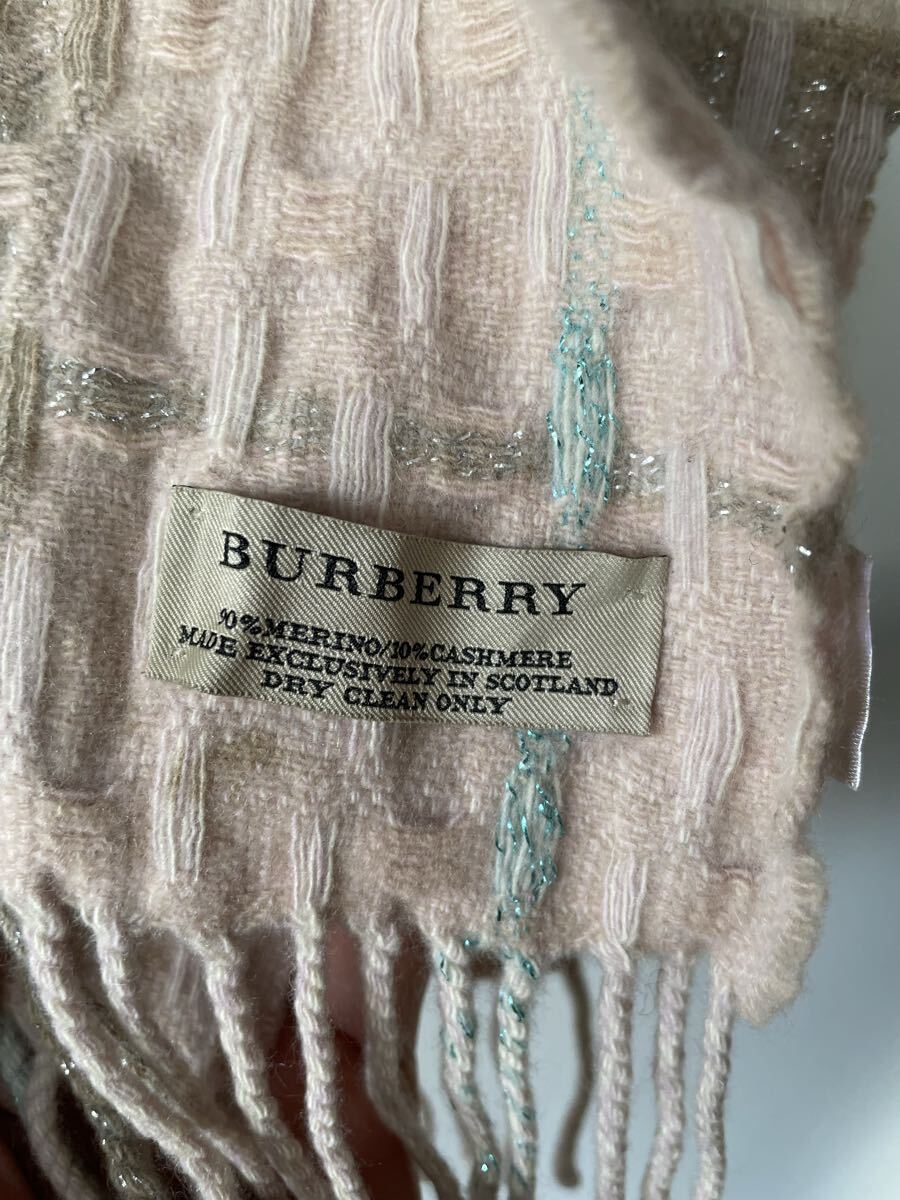 BURBERRY
90% MERINO/10% CASHMERE
MADE EXCLUSIVELY IN SCOTLAND
DRY CLEAN ONLY